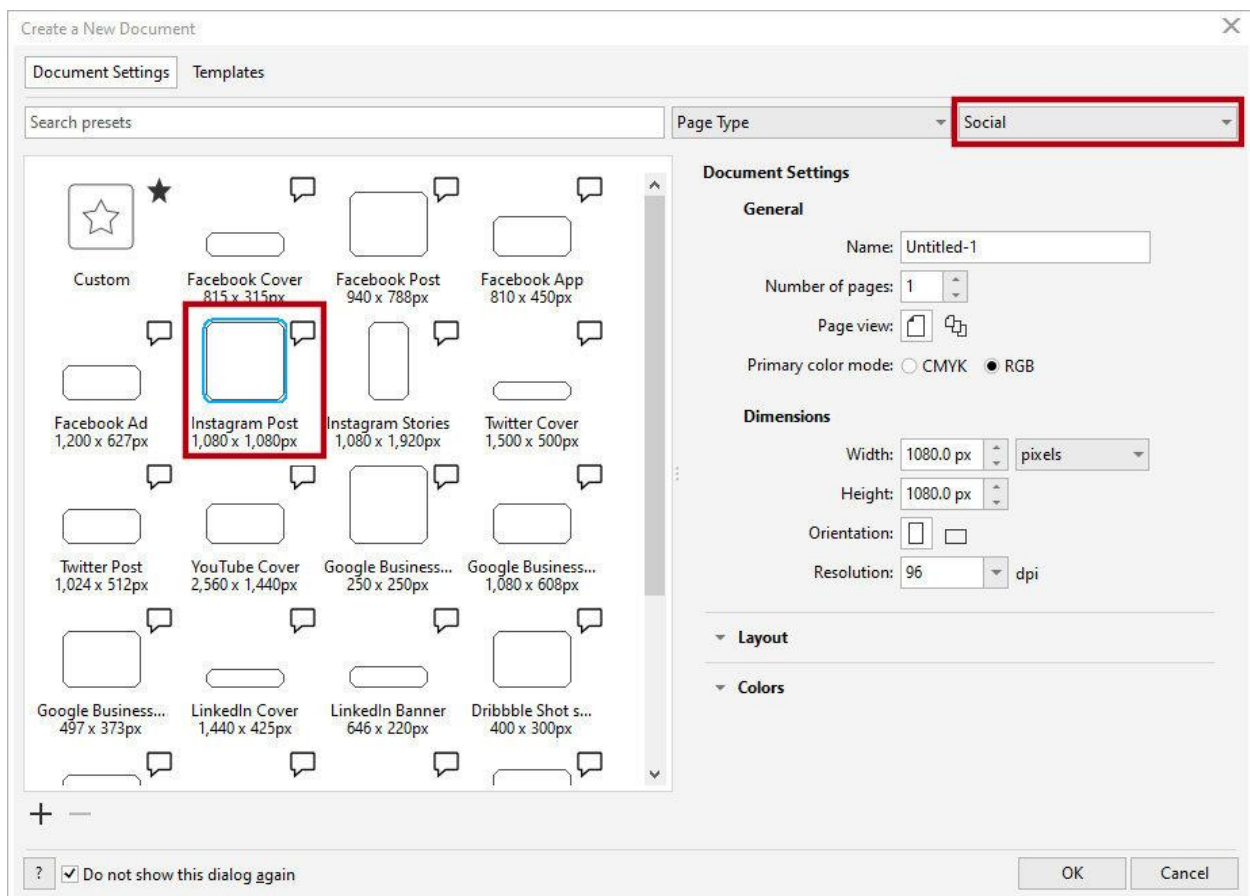 Create a New Document
Document Settings
Templates
Search presets
Page Type
Social
Custom
Facebook Cover
815 x 315px
Facebook Post
940 x 788px
Facebook App
810 x 450px
Facebook Ad
1,200 x 627px
Instagram Post
1,080 x 1,080px
Instagram Stories
1,080 x 1,920px
Twitter Cover
1,500 x 500px
Twitter Post
1,024 x 512px
YouTube Cover
2,560 x 1,440px
Google Business...
250 x 250px
Google Business...
1,080 x 608px
Google Business...
497 x 373px
LinkedIn Cover
1,440 x 425px
LinkedIn Banner
646 x 220px
Dribbble Shot s...
400 x 300px
Document Settings
General
Name: Untitled-1
Number of pages: 1
Page view:
Primary color mode: CMYK RGB
Dimensions
Width: 1080.0 px pixels
Height: 1080.0 px
Orientation:
Resolution: 96 dpi
Layout
Colors
? Do not show this dialog again
OK
Cancel